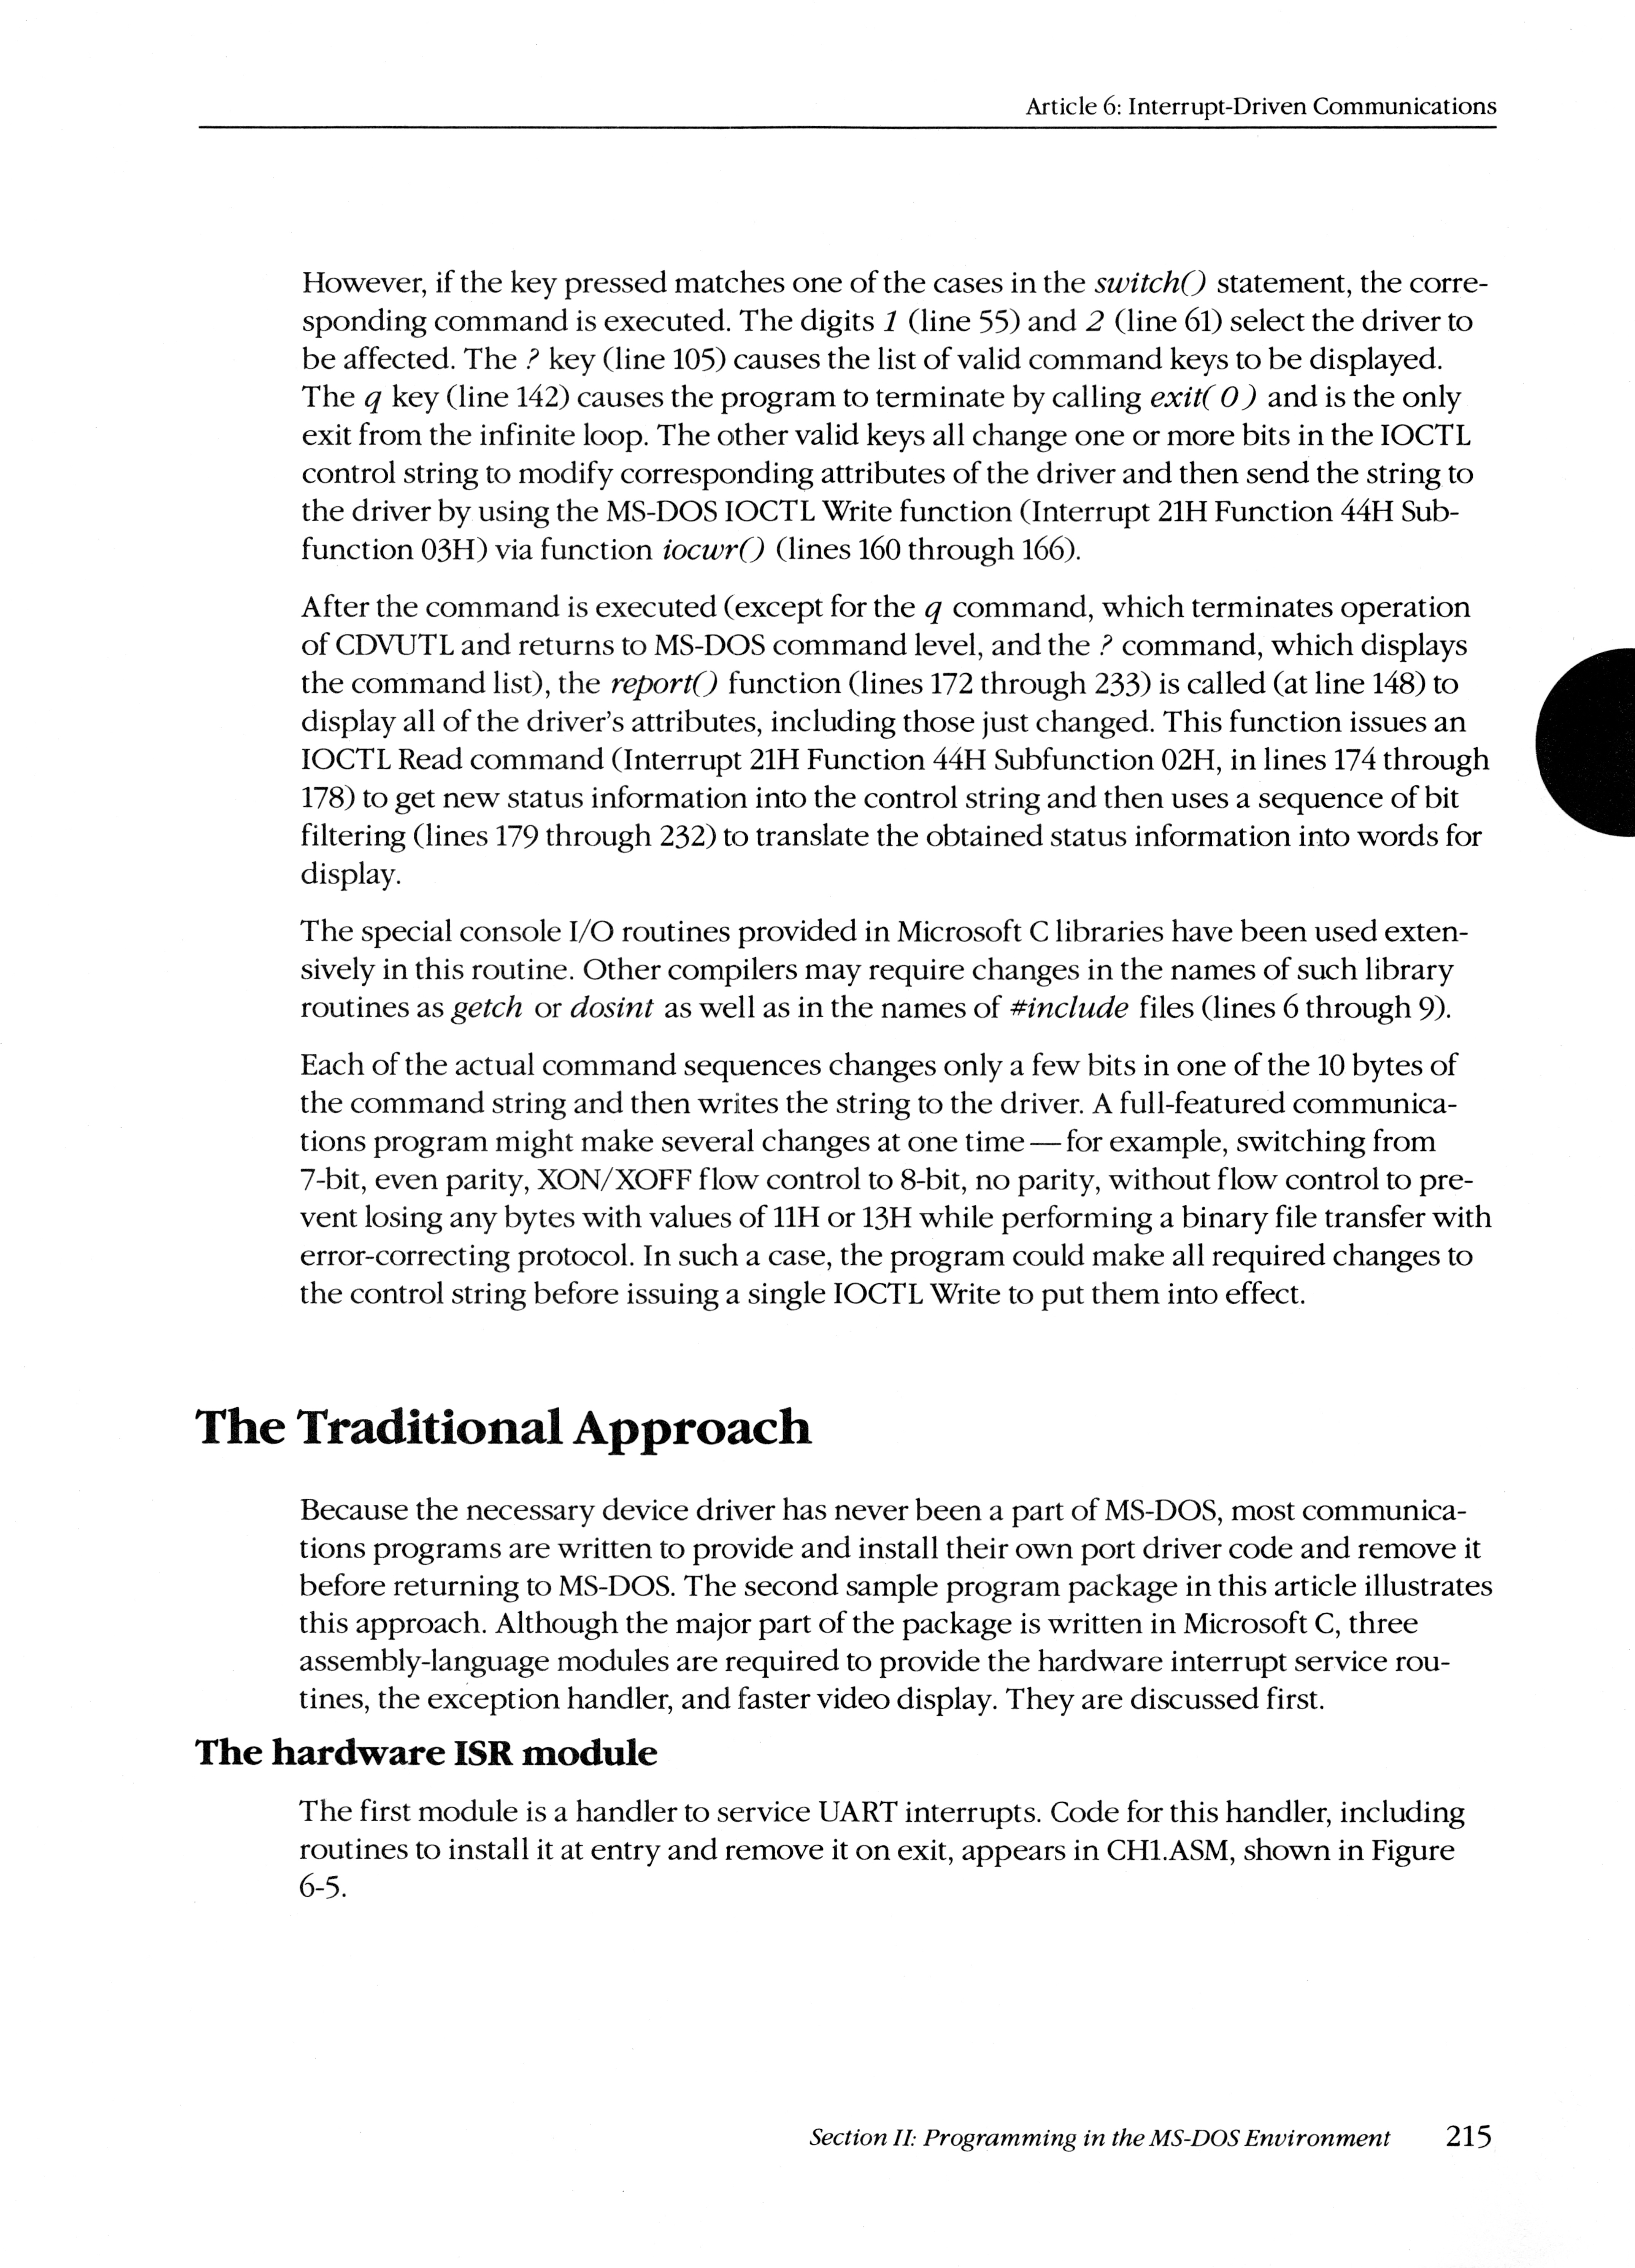 Article 6: Interrupt-Driven Communications
However, if the key pressed matches one of the cases in the switch() statement, the corre-
sponding command is executed. The digits 1 (line 55) and 2 (line 61) select the driver to
be affected. The ? key (line 105) causes the list of valid command keys to be displayed.
The q key (line 142) causes the program to terminate by calling exit( 0 ) and is the only
exit from the infinite loop. The other valid keys all change one or more bits in the IOCTL
control string to modify corresponding attributes of the driver and then send the string to
the driver by using the MS-DOS IOCTL Write function (Interrupt 21H Function 44H Sub-
function 03H) via function iocwr() (lines 160 through 166).
After the command is executed (except for the q command, which terminates operation
of CDVUTL and returns to MS-DOS command level, and the ? command, which displays
the command list), the report() function (lines 172 through 233) is called (at line 148) to
display all of the driver's attributes, including those just changed. This function issues an
IOCTL Read command (Interrupt 21H Function 44H Subfunction 02H, in lines 174 through
178) to get new status information into the control string and then uses a sequence of bit
filtering (lines 179 through 232) to translate the obtained status information into words for
display.
The special console I/O routines provided in Microsoft C libraries have been used exten-
sively in this routine. Other compilers may require changes in the names of such library
routines as getch or dosint as well as in the names of #include files (lines 6 through 9).
Each of the actual command sequences changes only a few bits in one of the 10 bytes of
the command string and then writes the string to the driver. A full-featured communica-
tions program might make several changes at one time — for example, switching from
7-bit, even parity, XON/XOFF flow control to 8-bit, no parity, without flow control to pre-
vent losing any bytes with values of 11H or 13H while performing a binary file transfer with
error-correcting protocol. In such a case, the program could make all required changes to
the control string before issuing a single IOCTL Write to put them into effect.
The Traditional Approach
Because the necessary device driver has never been a part of MS-DOS, most communica-
tions programs are written to provide and install their own port driver code and remove it
before returning to MS-DOS. The second sample program package in this article illustrates
this approach. Although the major part of the package is written in Microsoft C, three
assembly-language modules are required to provide the hardware interrupt service rou-
tines, the exception handler, and faster video display. They are discussed first.
The hardware ISR module
The first module is a handler to service UART interrupts. Code for this handler, including
routines to install it at entry and remove it on exit, appears in CH1.ASM, shown in Figure
6-5.
Section II: Programming in the MS-DOS Environment 215